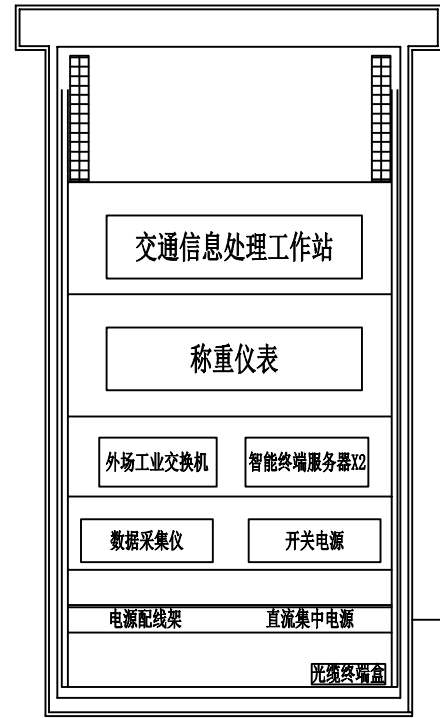 交通信息处理工作站
称重仪表
外场工业交换机 智能终端服务器X2
数据采集仪 开关电源
电源配线架 直流集中电源
光缆终端盒